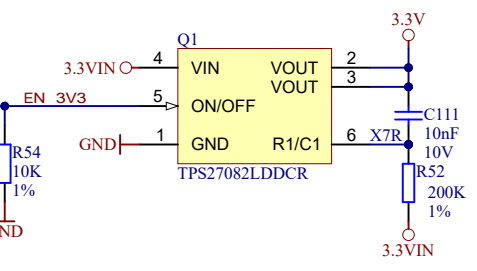 3.3V
Q1
3.3VIN
4
VIN
VOUT
2
VOUT
3
EN_3V3
5
ON/OFF
C111
10nF
10V
GND
1
GND
R1/C1
6
X7R
R54
10K
1%
TPS27082LDDCR
R52
200K
1%
ND
3.3VIN